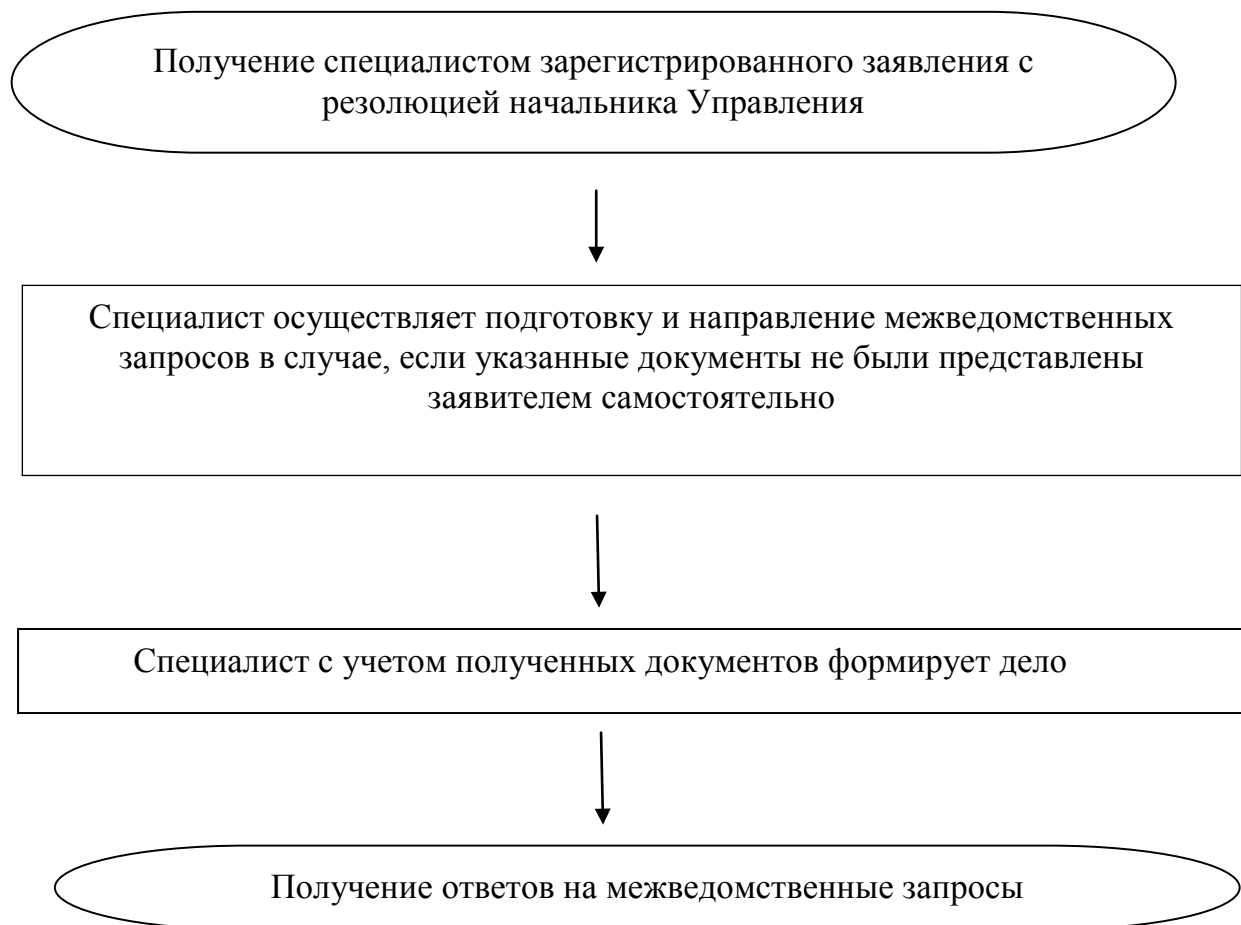 Получение специалистом зарегистрированного заявления с
резолюцией начальника Управления
Специалист осуществляет подготовку и направление межведомственных
запросов в случае, если указанные документы не были представлены
заявителем самостоятельно
Специалист с учетом полученных документов формирует дело
Получение ответов на межведомственные запросы